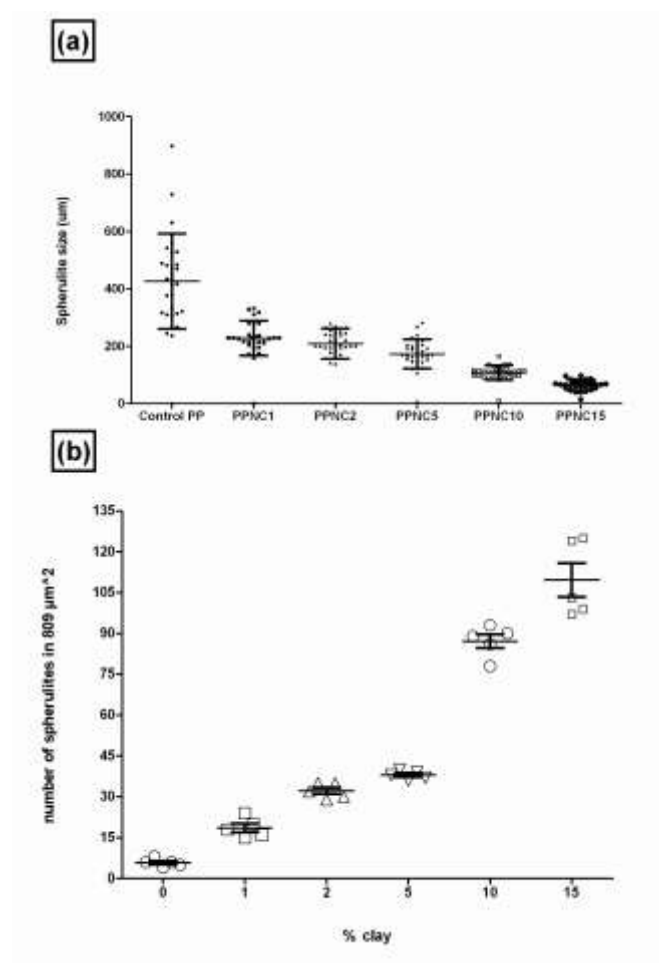 (a)
1000
800
600
400
200
0
Spherulite size (um)
Control PP PPNC1 PPNC2 PPNC5 PPNC10 PPNC15
(b)
135
120
105
90
75
60
45
30
15
0
number of spherulites in 809 µm^2
0 1 2 5 10 15
% clay